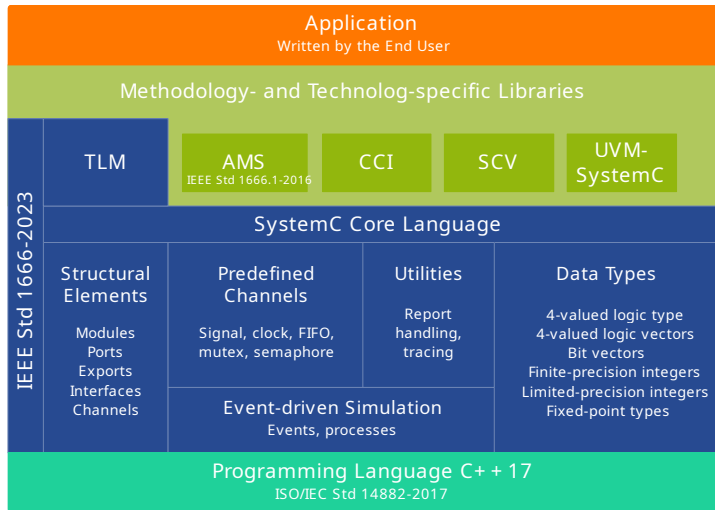 Application
Written by the End User
Methodology- and Technolog-specific Libraries
IEEE Std 1666-2023
TLM
AMS
IEEE Std 1666.1-2016
CCI
SCV
UVM-
SystemC
SystemC Core Language
Structural
Elements
Modules
Ports
Exports
Interfaces
Channels
Predefined
Channels
Signal, clock, FIFO,
mutex, semaphore
Utilities
Report
handling,
tracing
Data Types
4-valued logic type
4-valued logic vectors
Bit vectors
Finite-precision integers
Limited-precision integers
Fixed-point types
Event-driven Simulation
Events, processes
Programming Language C++17
ISO/IEC Std 14882-2017